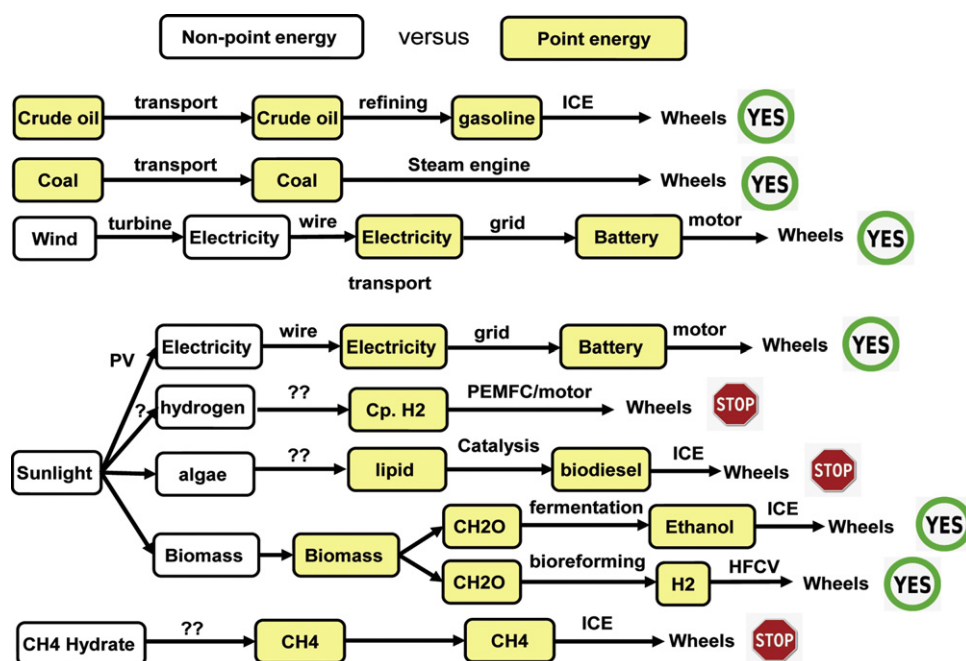 Non-point energy versus Point energy
Crude oil transport Crude oil refining gasoline ICE Wheels YES
Coal transport Coal Steam engine Wheels YES
Wind turbine Electricity wire Electricity grid Battery motor Wheels YES
transport
Electricity wire Electricity grid Battery motor Wheels YES
PV
? hydrogen ?? Cp. H2 PEMFC/motor Wheels STOP
Sunlight algae ?? lipid Catalysis biodiesel ICE Wheels STOP
CH2O fermentation Ethanol ICE Wheels YES
Biomass Biomass
CH2O bioreforming H2 HFCV Wheels YES
CH4 Hydrate ?? CH4 CH4 ICE Wheels STOP